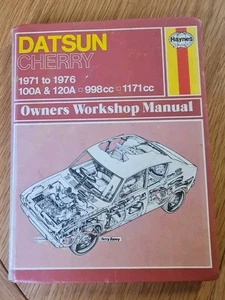 DATSUN
CHERRY
1971 to 1976
100A & 120A ▫ 998cc ▫ 1171cc
Haynes
Owners Workshop Manual